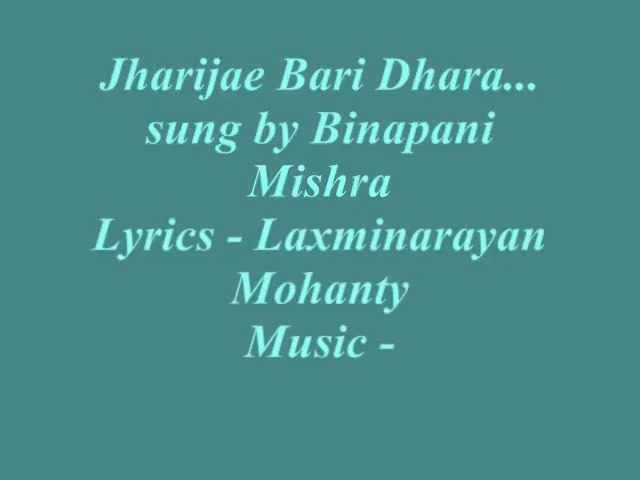 Jharijae Bari Dhara...
sung by Binapani
Mishra
Lyrics - Laxminarayan
Mohanty
Music -